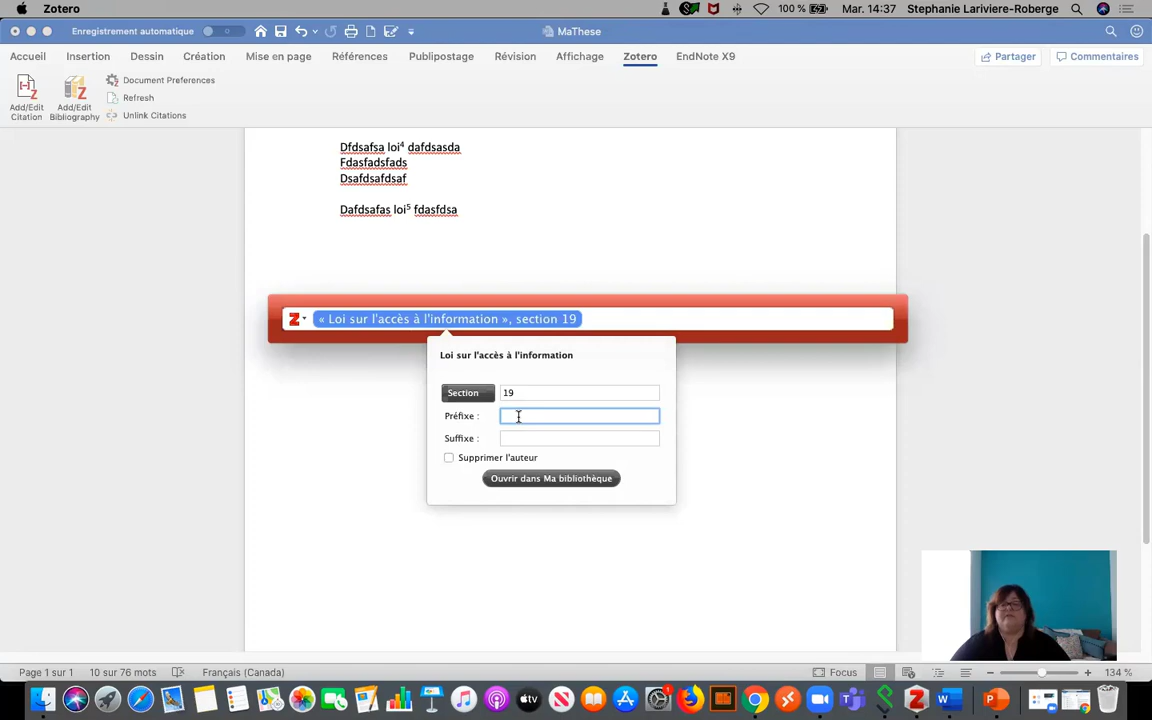 Zotero
100 %
Mar. 14:37
Stephanie Lariviere-Roberge
Enregistrement automatique
MaThese
Accueil
Insertion
Dessin
Création
Mise en page
Références
Publipostage
Révision
Affichage
Zotero
EndNote X9
Partager
Commentaires
Add/Edit
Citation
Add/Edit
Bibliography
Document Preferences
Refresh
Unlink Citations
Dfdsafsa loi⁴ dafdsasda
Fdasfadsfads
Dsafdsafdsaf
Dafdsafas loi⁵ fdasfdsa
« Loi sur l'accès à l'information », section 19
Loi sur l'accès à l'information
Section
19
Préfixe :
Suffixe :
Supprimer l'auteur
Ouvrir dans Ma bibliothèque
Page 1 sur 1
10 sur 76 mots
Français (Canada)
Focus
134 %